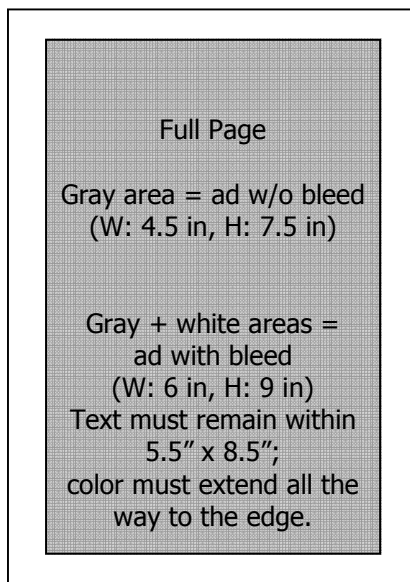 Full Page
Gray area = ad w/o bleed
(W: 4.5 in, H: 7.5 in)
Gray + white areas =
ad with bleed
(W: 6 in, H: 9 in)
Text must remain within
5.5” x 8.5”;
color must extend all the
way to the edge.